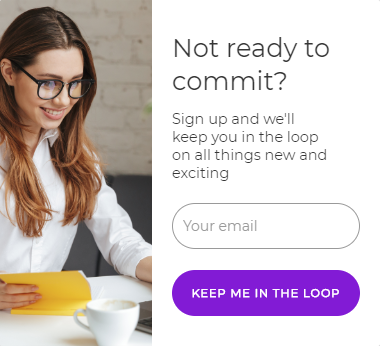 Not ready to
commit?
Sign up and we'll
keep you in the loop
on all things new and
exciting
Your email
KEEP ME IN THE LOOP